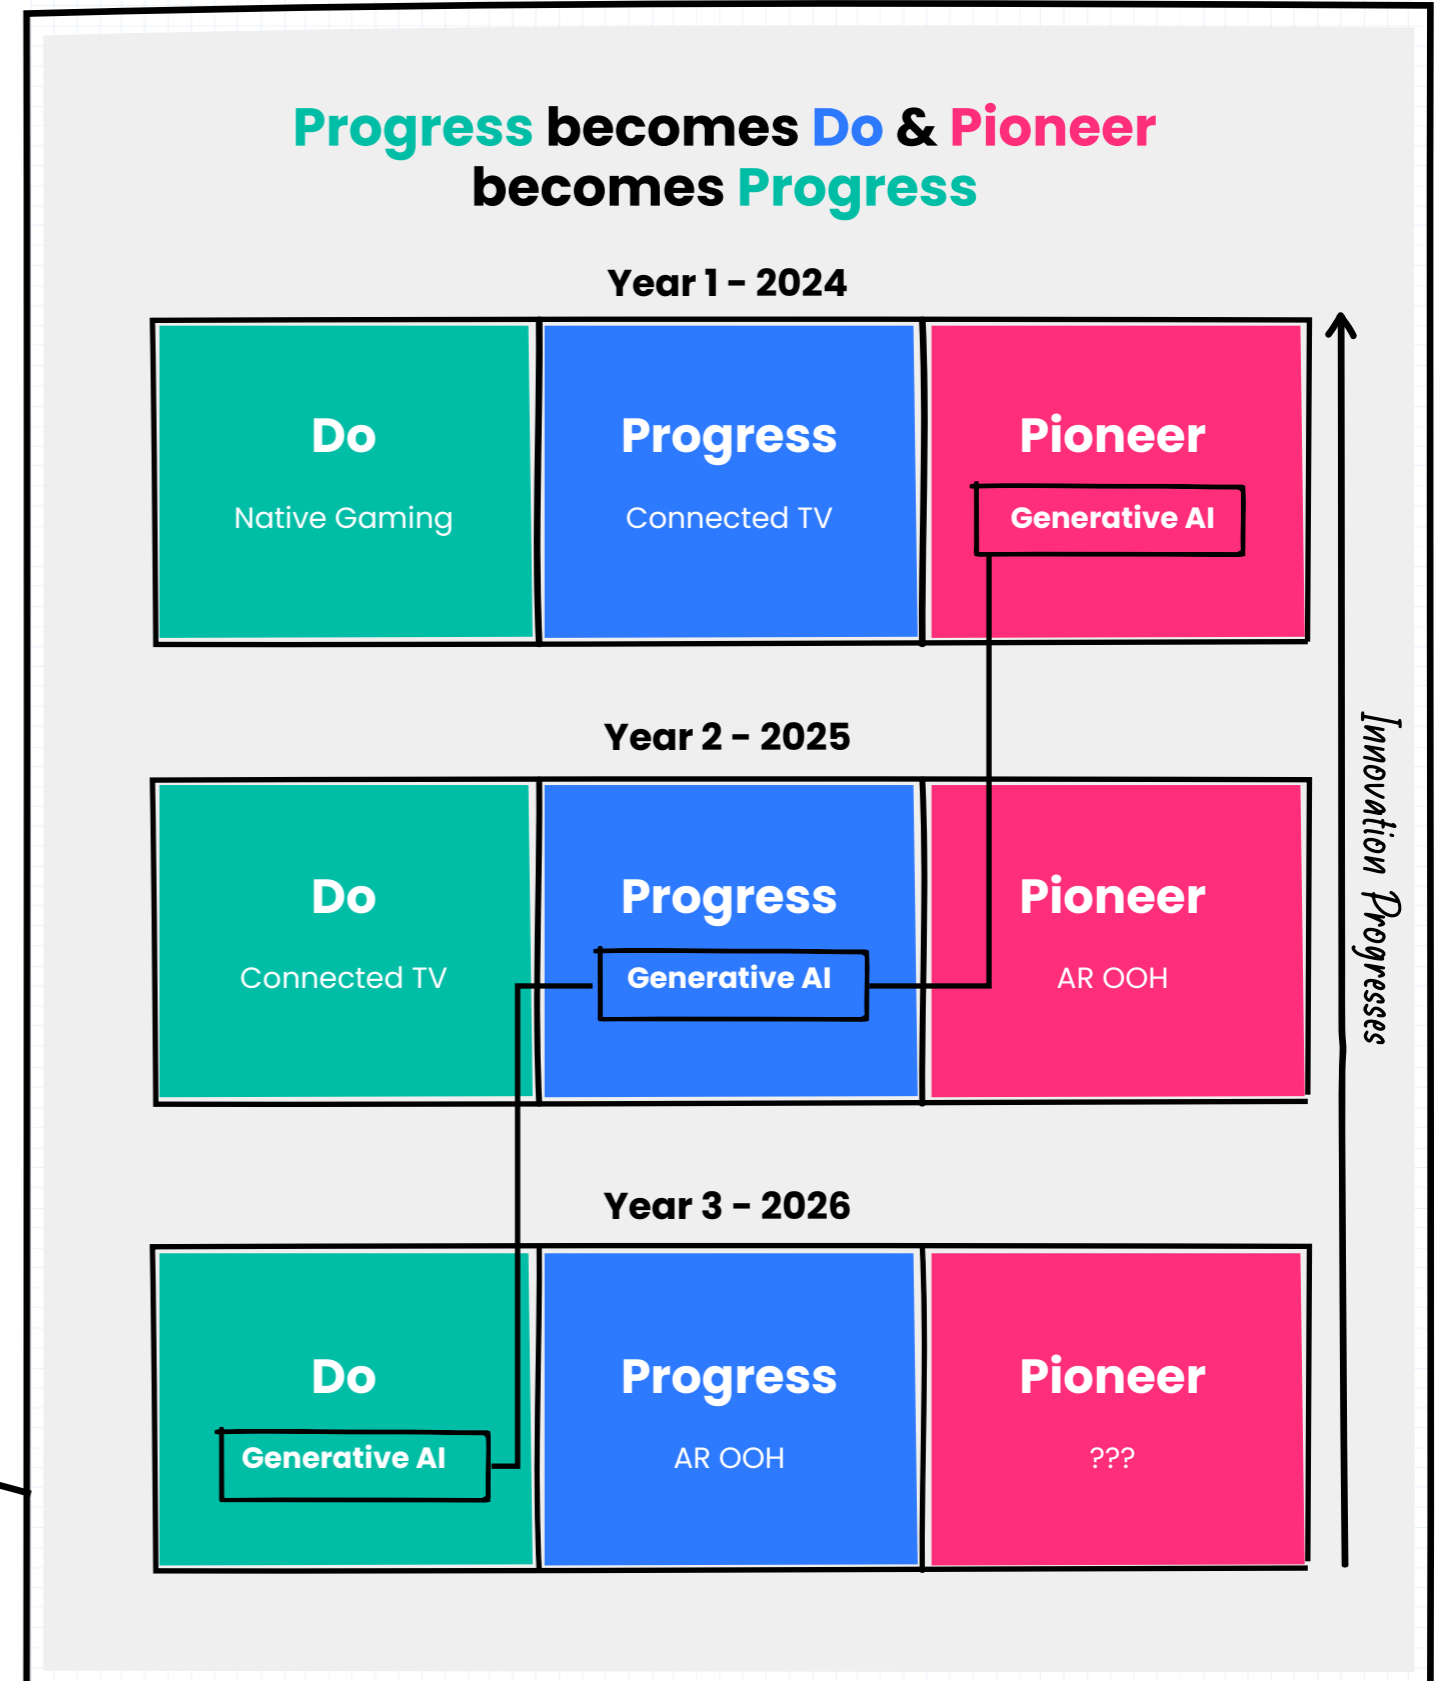 Progress becomes Do & Pioneer
becomes Progress
Year 1 - 2024
Do
Native Gaming
Progress
Connected TV
Pioneer
Generative AI
Year 2 - 2025
Do
Connected TV
Progress
Generative AI
Pioneer
AR OOH
Year 3 - 2026
Do
Generative AI
Progress
AR OOH
Pioneer
???
Innovation Progresses